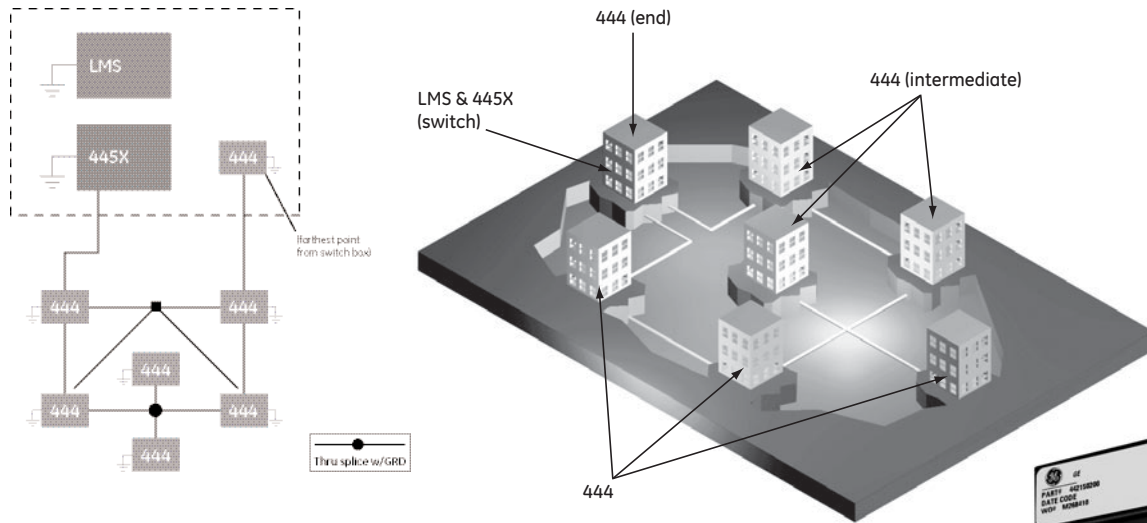 LMS
445X
444
(farthest point
from switch box)
444
444
444
444
444
444
Thru splice w/GRD
444 (end)
LMS & 445X
(switch)
444 (intermediate)
444
GE
PART#
DATE CODE
WO#